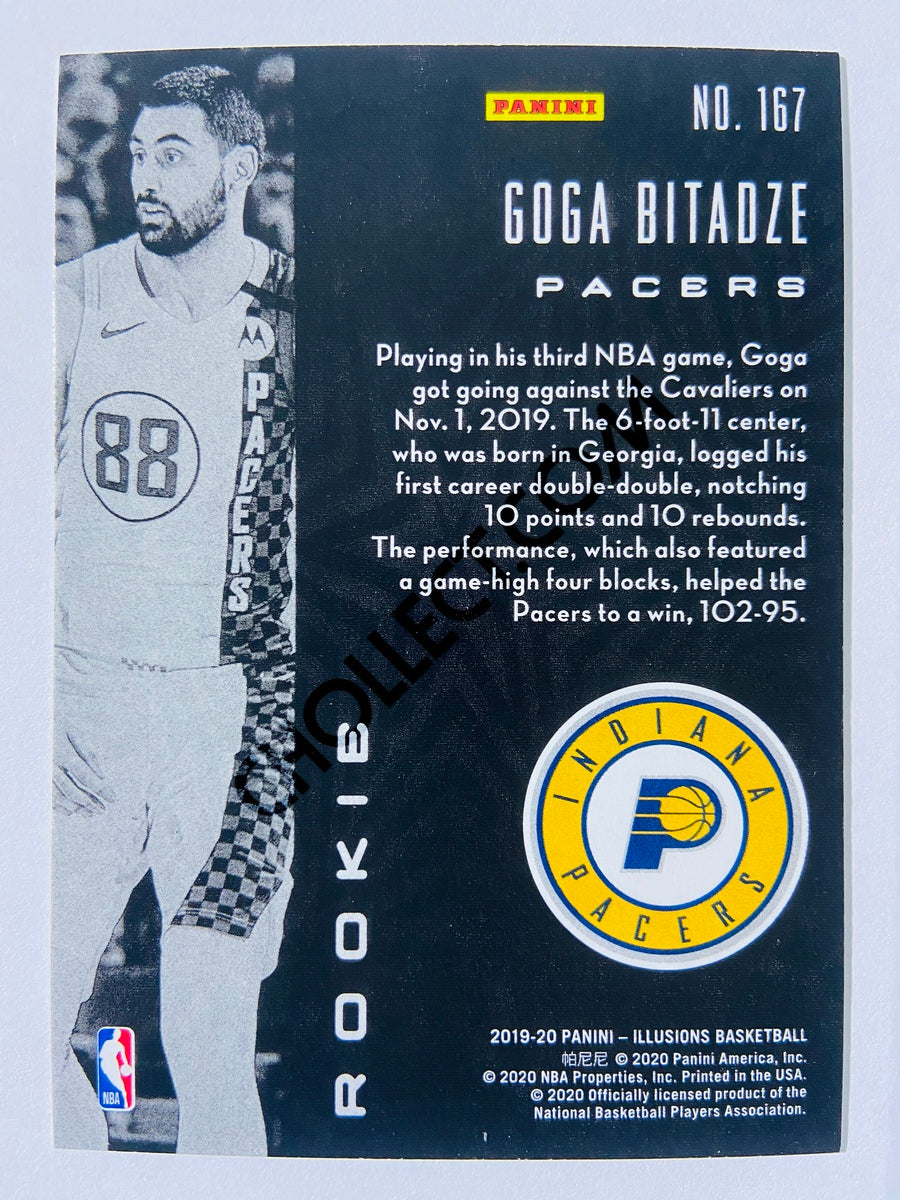 PANINI
NO. 167
GOGA BITADZE
PACERS
Playing in his third NBA game, Goga
got going against the Cavaliers on
Nov. 1, 2019. The 6-foot-11 center,
who was born in Georgia, logged his
first career double-double, notching
10 points and 10 rebounds.
The performance, which also featured
a game-high four blocks, helped the
Pacers to a win, 102-95.
88
PACERS
CHOLLECT.COM
ROOKIE
INDIANA
PACERS
NBA
2019-20 PANINI – ILLUSIONS BASKETBALL
帕尼尼 © 2020 Panini America, Inc.
© 2020 NBA Properties, Inc. Printed in the USA.
© 2020 Officially licensed product of the
National Basketball Players Association.